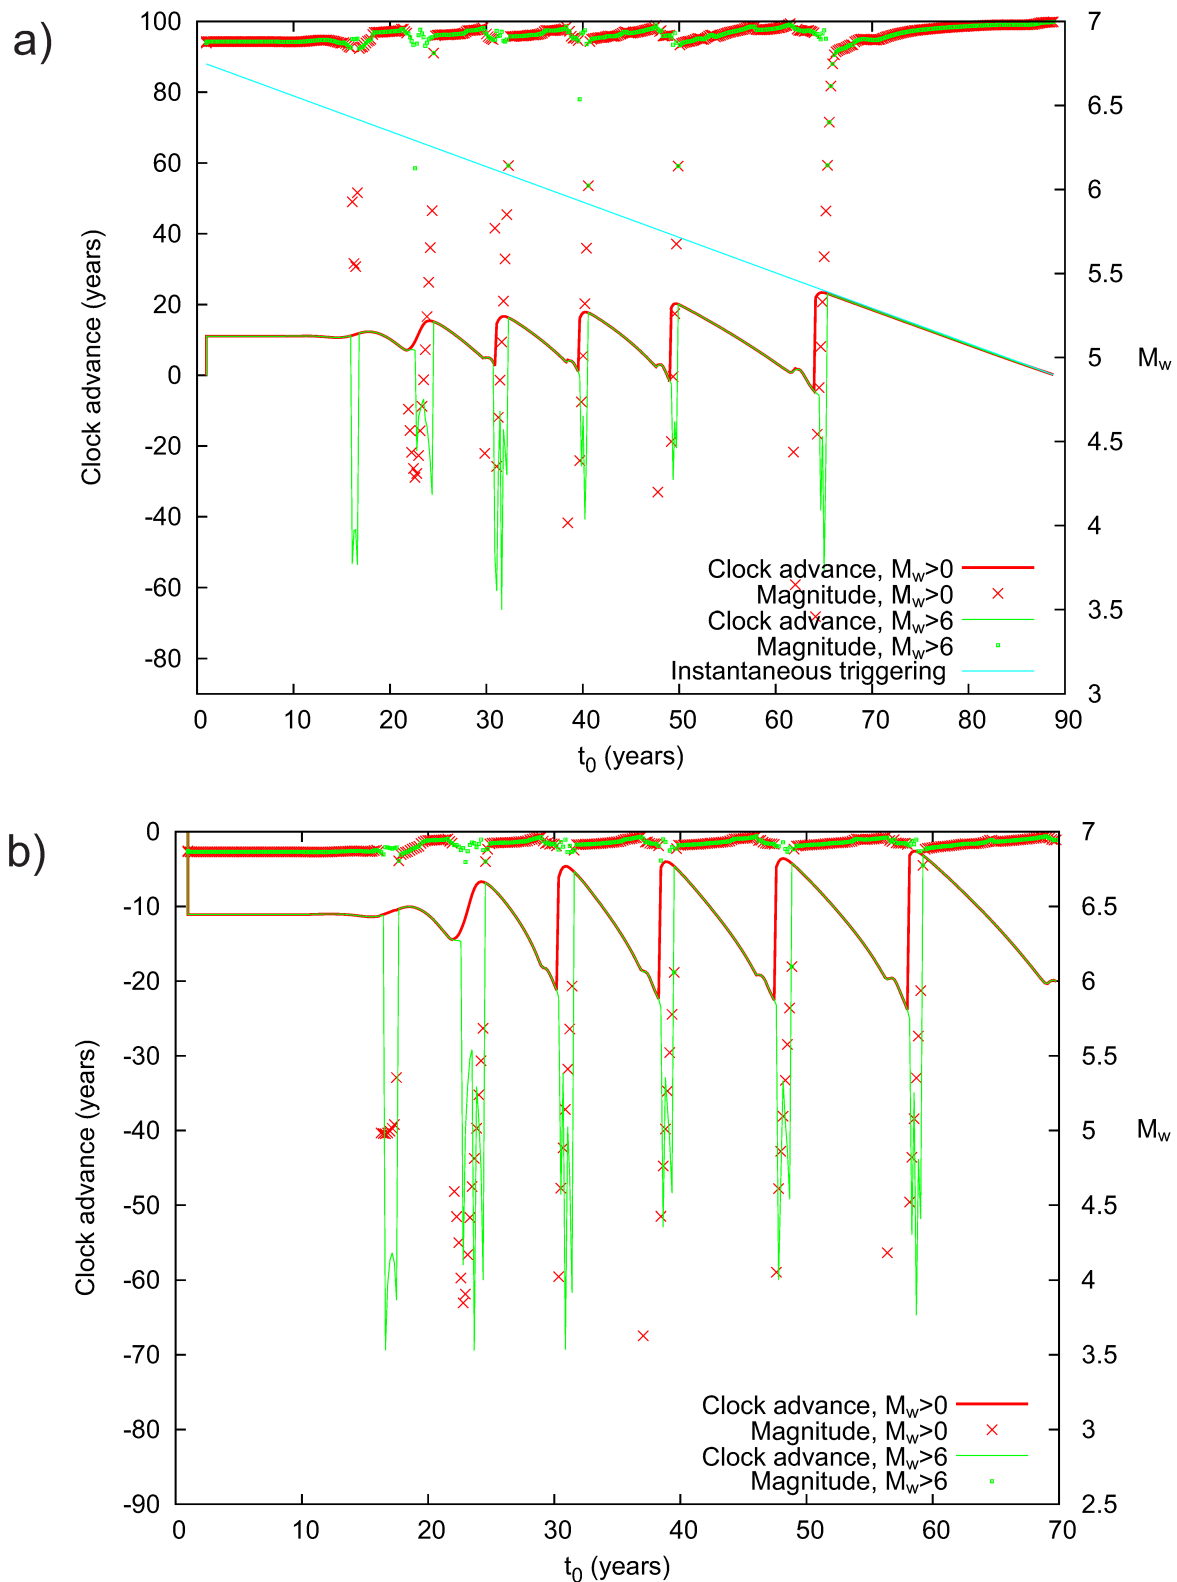 a)
100
80
60
40
20
0
-20
-40
-60
-80
Clock advance (years)
7
6.5
6
5.5
5
4.5
4
3.5
3
Mw
Clock advance, Mw>0
Magnitude, Mw>0
Clock advance, Mw>6
Magnitude, Mw>6
Instantaneous triggering
0 10 20 30 40 50 60 70 80 90
t0 (years)
b)
0
-10
-20
-30
-40
-50
-60
-70
-80
-90
Clock advance (years)
7
6.5
6
5.5
5
4.5
4
3.5
3
2.5
Mw
Clock advance, Mw>0
Magnitude, Mw>0
Clock advance, Mw>6
Magnitude, Mw>6
0 10 20 30 40 50 60 70
t0 (years)